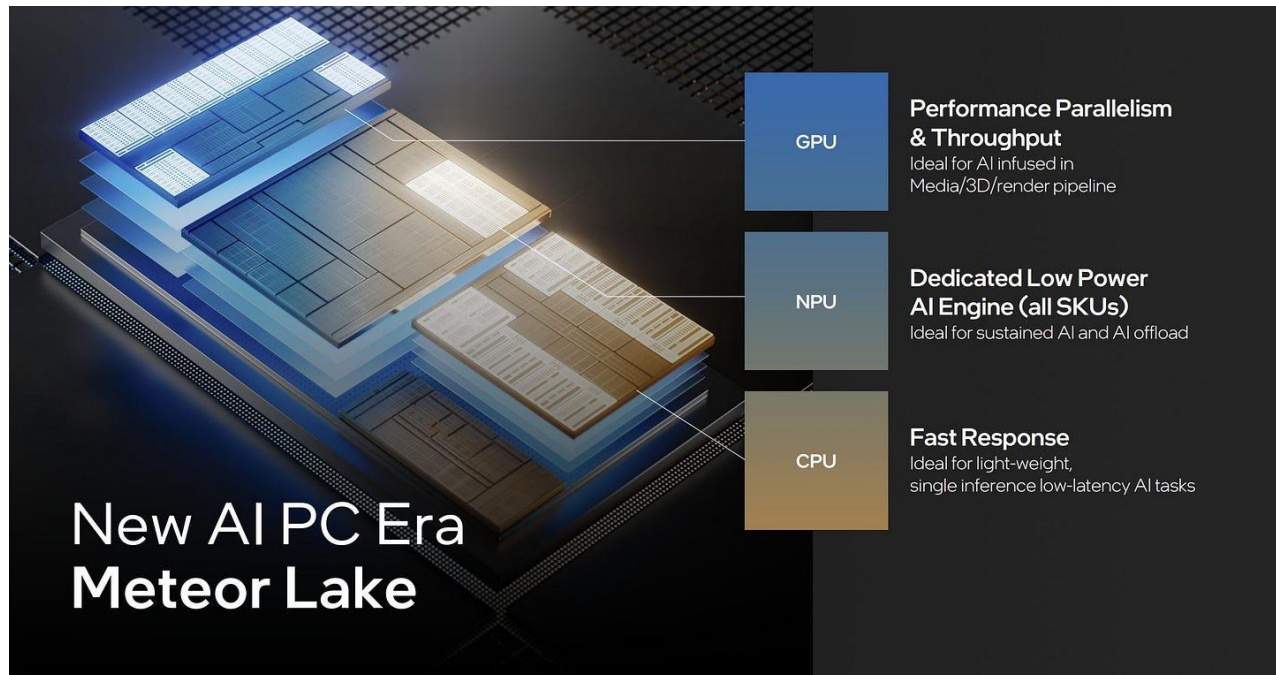 GPU
Performance Parallelism
& Throughput
Ideal for AI infused in
Media/3D/render pipeline
NPU
Dedicated Low Power
AI Engine (all SKUs)
Ideal for sustained AI and AI offload
CPU
Fast Response
Ideal for light-weight,
single inference low-latency AI tasks
New AI PC Era
Meteor Lake